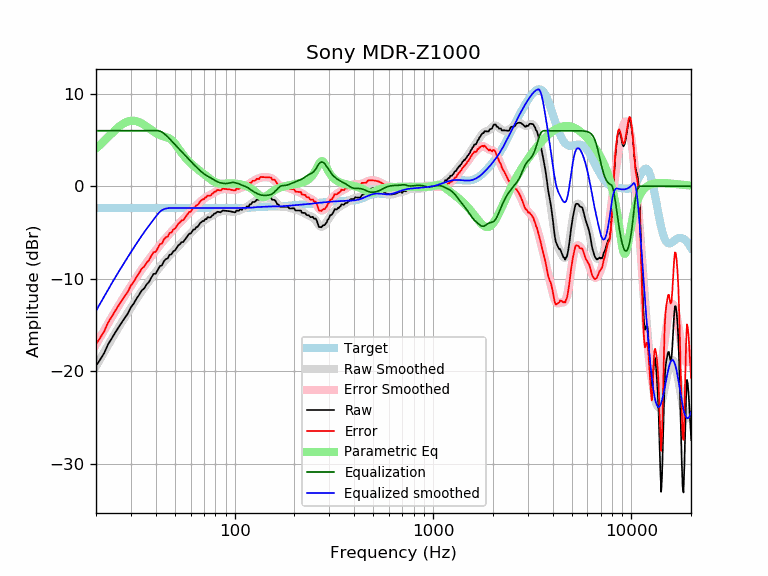 Sony MDR-Z1000
Amplitude (dBr)
10
0
−10
−20
−30
Target
Raw Smoothed
Error Smoothed
Raw
Error
Parametric Eq
Equalization
Equalized smoothed
100
1000
10000
Frequency (Hz)